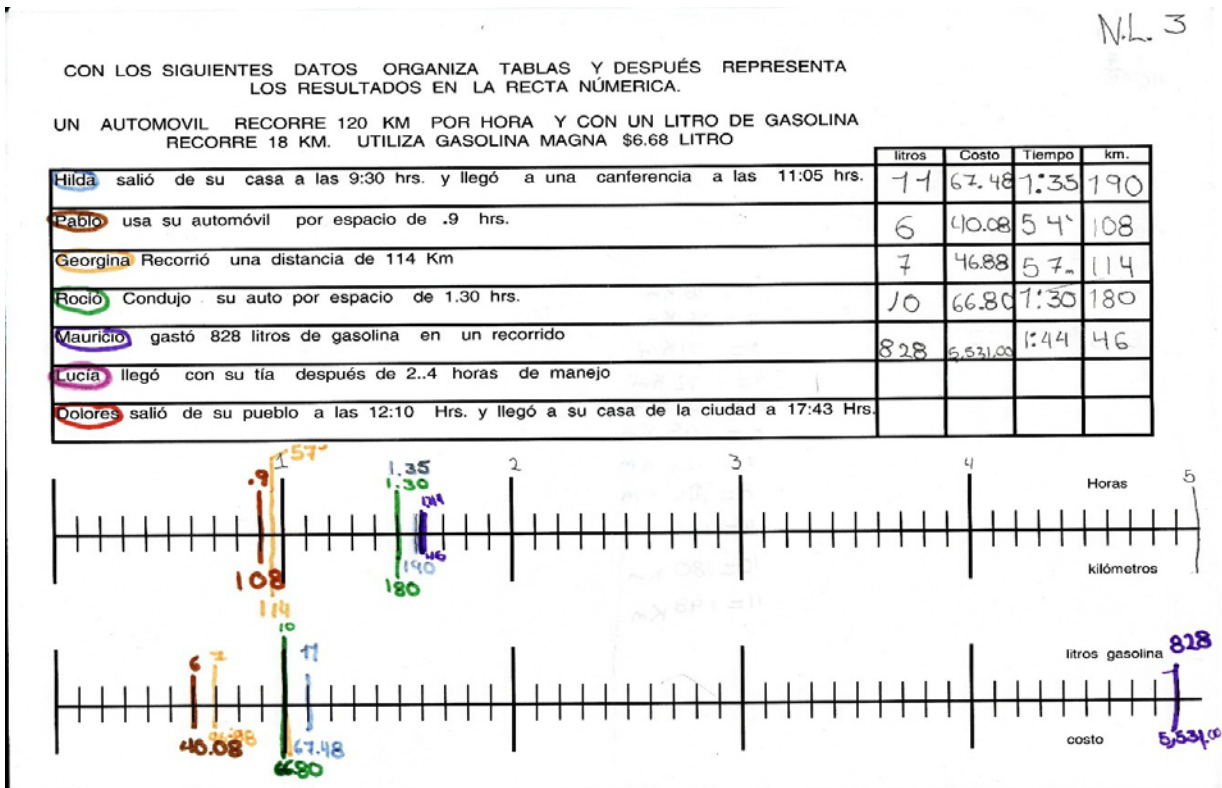 N.L. 3
CON LOS SIGUIENTES DATOS ORGANIZA TABLAS Y DESPUÉS REPRESENTA
LOS RESULTADOS EN LA RECTA NÚMERICA.
UN AUTOMOVIL RECORRE 120 KM POR HORA Y CON UN LITRO DE GASOLINA
RECORRE 18 KM. UTILIZA GASOLINA MAGNA $6.68 LITRO
litros Costo Tiempo km.
Hilda salió de su casa a las 9:30 hrs. y llegó a una canferencia a las 11:05 hrs. 11 67.48 1:35 190
Pablo usa su automóvil por espacio de .9 hrs. 6 40.08 54' 108
Georgina Recorrió una distancia de 114 Km 7 46.88 57m 114
Roció Condujo su auto por espacio de 1.30 hrs. 10 66.80 1:30 180
Mauricio gastó 828 litros de gasolina en un recorrido 828 5,531.00 1:44 46
Lucía llegó con su tía después de 2..4 horas de manejo
Dolores salió de su pueblo a las 12:10 Hrs. y llegó a su casa de la ciudad a 17:43 Hrs.
.9 1 57' 1.35 2 3 4 5
1.30 1.44 Horas
108 190 46 kilómetros
114 180
6 7 10 11 litros gasolina 828
40.08 67.48 costo 5,531.00
66.80